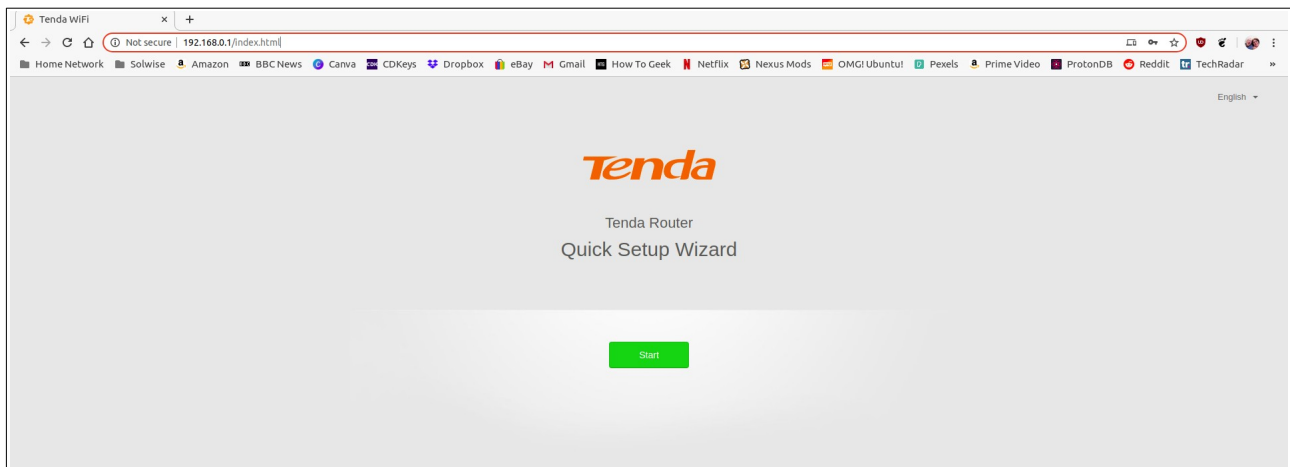 Tenda WiFi
Not secure | 192.168.0.1/index.html
Home Network Solwise Amazon BBC News Canva CDKeys Dropbox eBay Gmail How To Geek Netflix Nexus Mods OMG! Ubuntu! Pexels Prime Video ProtonDB Reddit TechRadar »
English
Tenda
Tenda Router
Quick Setup Wizard
Start